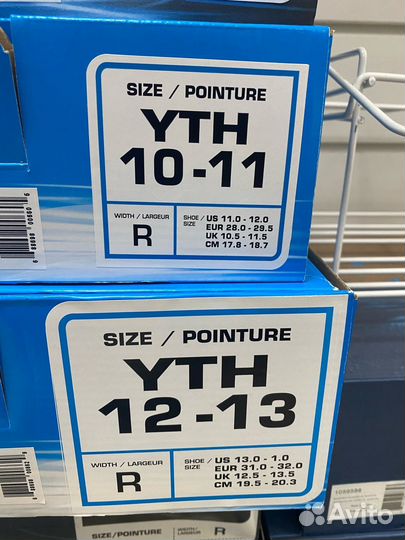 SIZE / POINTURE
YTH
10-11
WIDTH / LARGEUR
R
SHOE / SIZE
US 11.0 - 12.0
EUR 28.0 - 29.5
UK 10.5 - 11.5
CM 17.8 - 18.7
SIZE / POINTURE
YTH
12-13
WIDTH / LARGEUR
R
SHOE / SIZE
US 13.0 - 1.0
EUR 31.0 - 32.0
UK 12.5 - 13.5
CM 19.5 - 20.3
SIZE/POINTURE
Avito